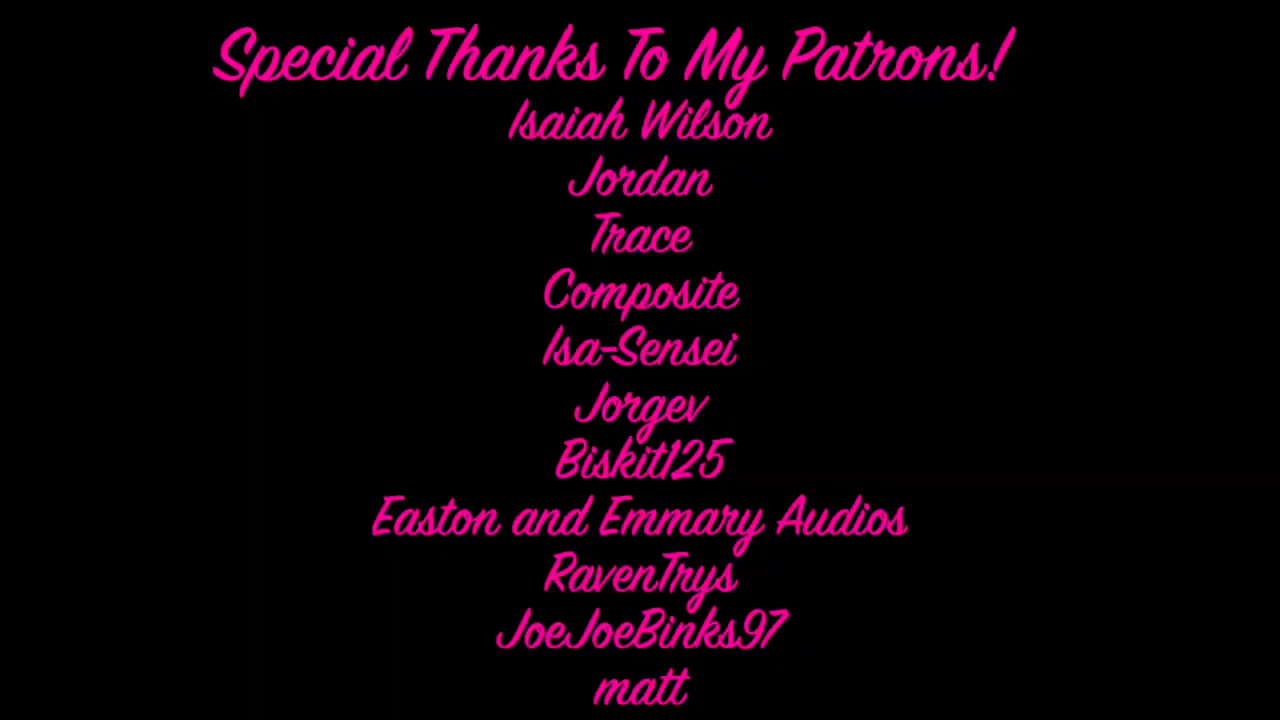 Special Thanks To My Patrons!
Isaiah Wilson
Jordan
Trace
Composite
Isa-Sensei
Jorgev
Biskit125
Easton and Emmary Audios
RavenTrys
JoeJoeBinks97
matt